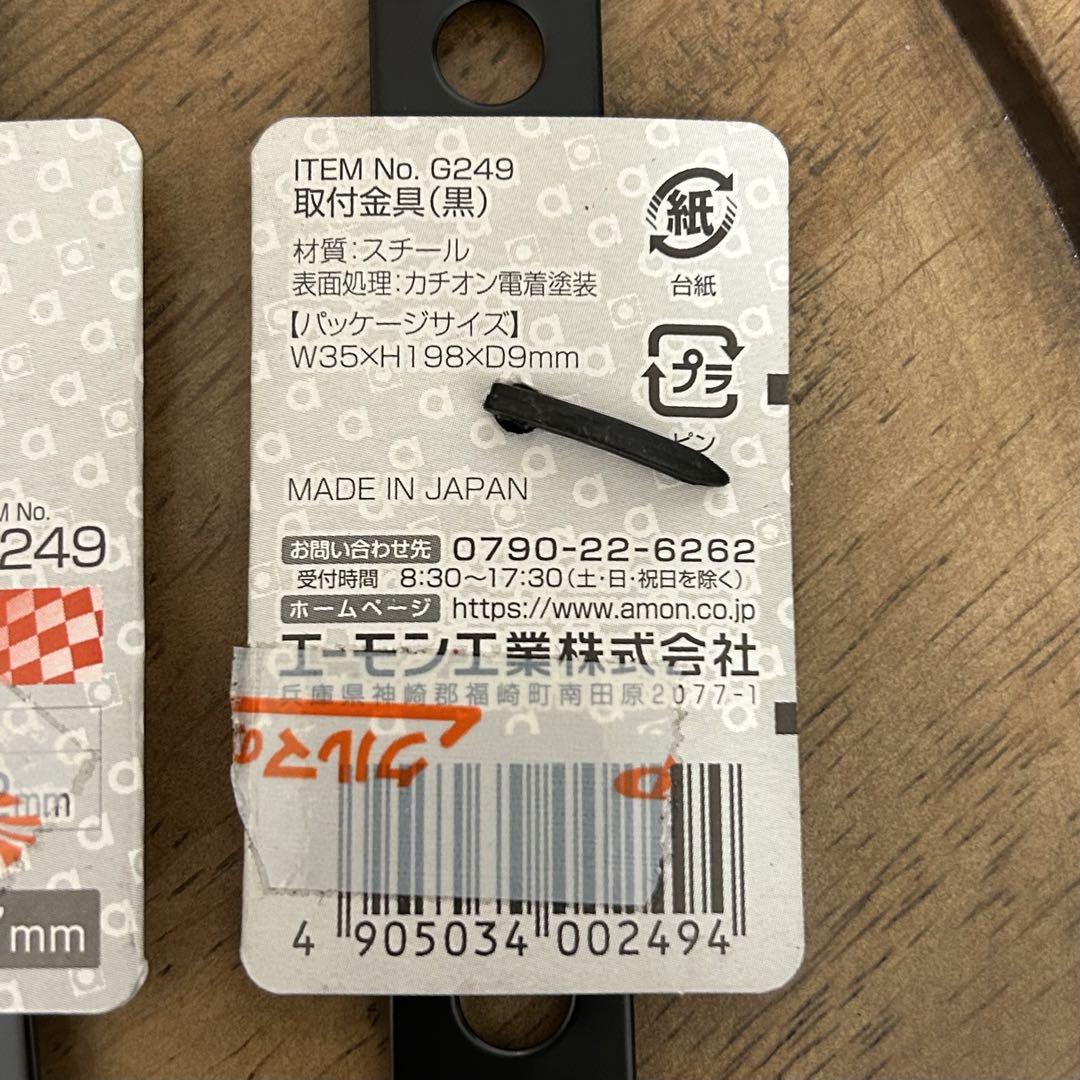 ITEM No. G249
取付金具(黒)
材質:スチール
表面処理:カチオン電着塗装
【パッケージサイズ】
W35×H198×D9mm
紙
台紙
プラ
ピン
MADE IN JAPAN
お問い合わせ先 0790-22-6262
受付時間 8:30〜17:30(土・日・祝日を除く)
ホームページ https://www.amon.co.jp
エーモン工業株式会社
兵庫県神崎郡福崎町南田原2077-1
クルマの
4 905034 002494
No.
249
2mm
7mm